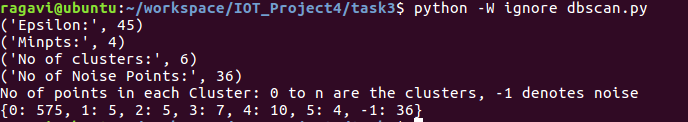 ragavi@ubuntu:~/workspace/IOT_Project4/task3$ python -W ignore dbscan.py
('Epsilon:', 45)
('Minpts:', 4)
('No of clusters:', 6)
('No of Noise Points:', 36)
No of points in each Cluster: 0 to n are the clusters, -1 denotes noise
{0: 575, 1: 5, 2: 5, 3: 7, 4: 10, 5: 4, -1: 36}